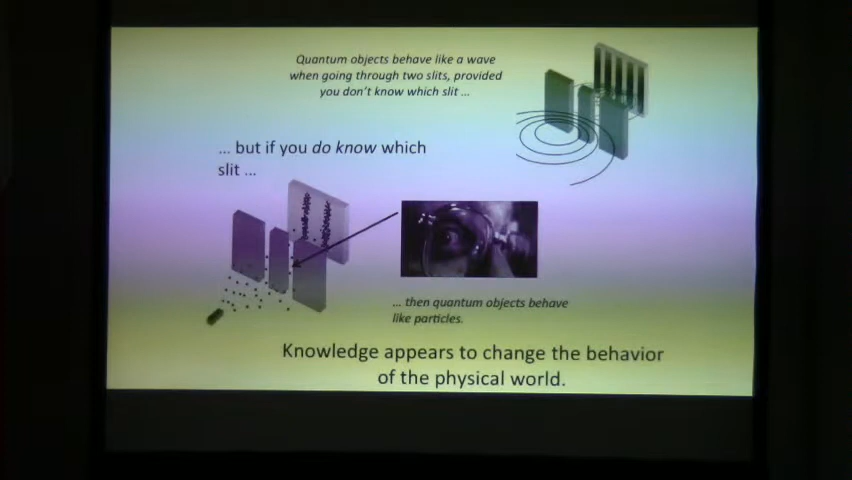 Quantum objects behave like a wave
when going through two slits, provided
you don't know which slit ...
... but if you do know which
slit ...
... then quantum objects behave
like particles.
Knowledge appears to change the behavior
of the physical world.